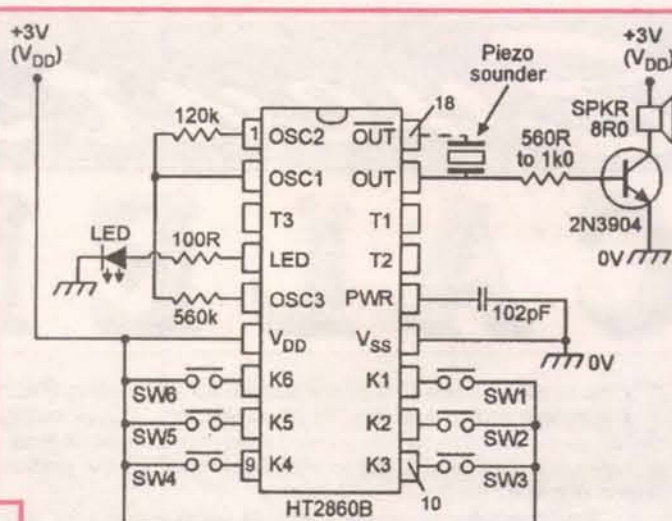 +3V
(VDD)
+3V
(VDD)
Piezo
sounder
120k
1
OSC2
OUT
18
SPKR
8R0
560R
to 1k0
OSC1
OUT
2N3904
T3
T1
LED
100R
LED
T2
0V
560k
OSC3
PWR
102pF
VDD
VSS
0V
SW6
K6
K1
SW1
SW5
K5
K2
SW2
SW4
9
K4
K3
SW3
10
HT2860B